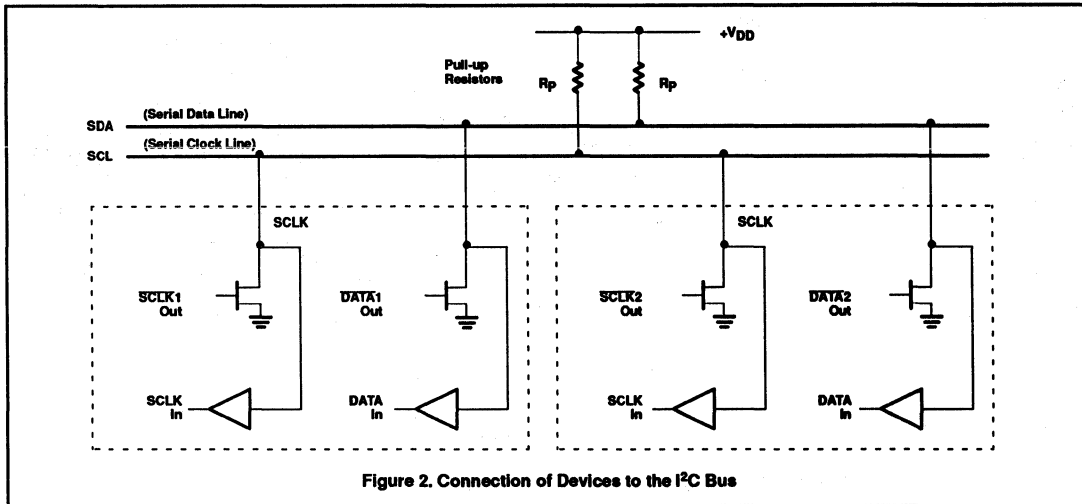 +VDD
Pull-up
Resistors
Rp
Rp
(Serial Data Line)
SDA
(Serial Clock Line)
SCL
SCLK
SCLK
SCLK1
Out
DATA1
Out
SCLK2
Out
DATA2
Out
SCLK
In
DATA
In
SCLK
In
DATA
In
Figure 2. Connection of Devices to the I²C Bus